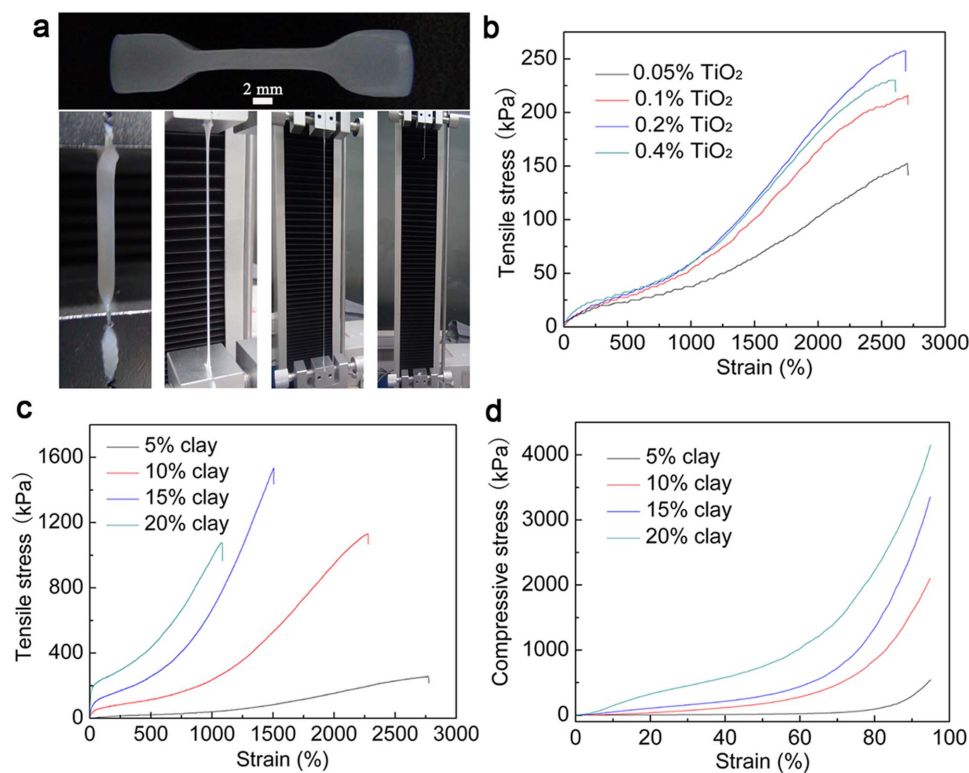 a
2 mm
b
Tensile stress (kPa)
250
200
150
100
50
0
0.05% TiO₂
0.1% TiO₂
0.2% TiO₂
0.4% TiO₂
0 500 1000 1500 2000 2500 3000
Strain (%)
c
Tensile stress (kPa)
1600
1200
800
400
0
5% clay
10% clay
15% clay
20% clay
0 500 1000 1500 2000 2500 3000
Strain (%)
d
Compressive stress (kPa)
4000
3000
2000
1000
0
5% clay
10% clay
15% clay
20% clay
0 20 40 60 80 100
Strain (%)